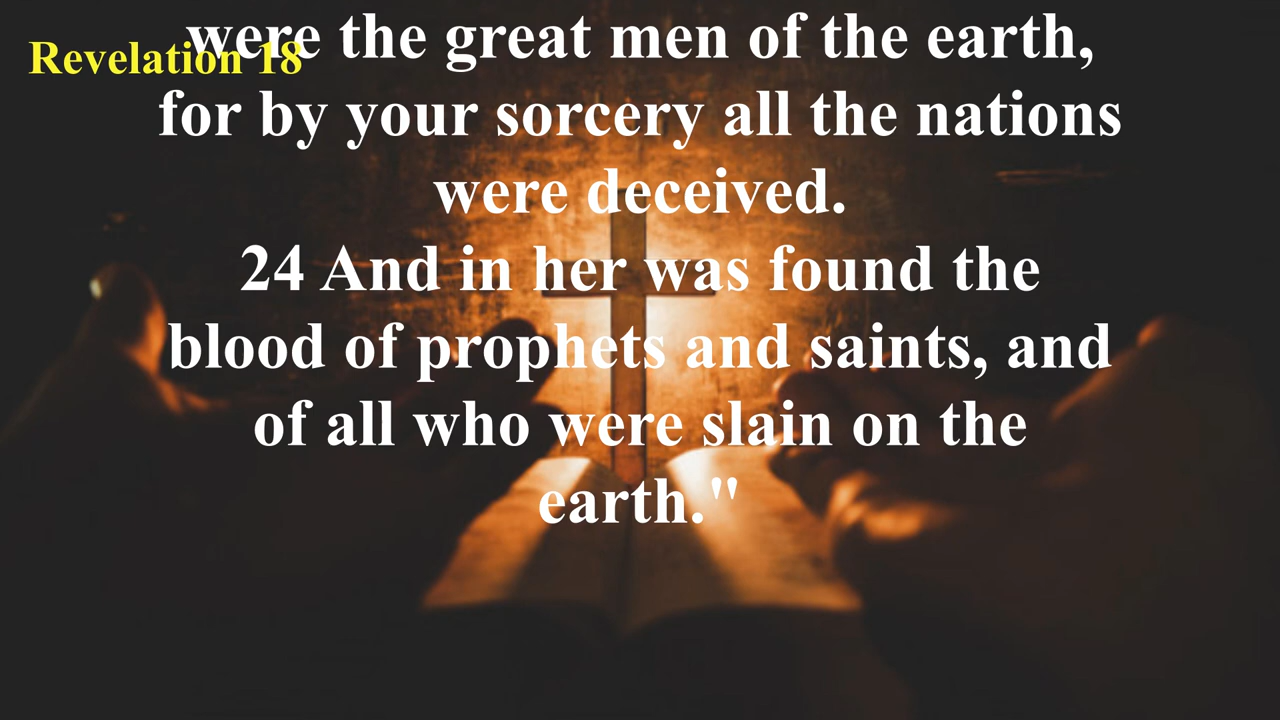 Revelation 18
were the great men of the earth,
for by your sorcery all the nations
were deceived.
24 And in her was found the
blood of prophets and saints, and
of all who were slain on the
earth."